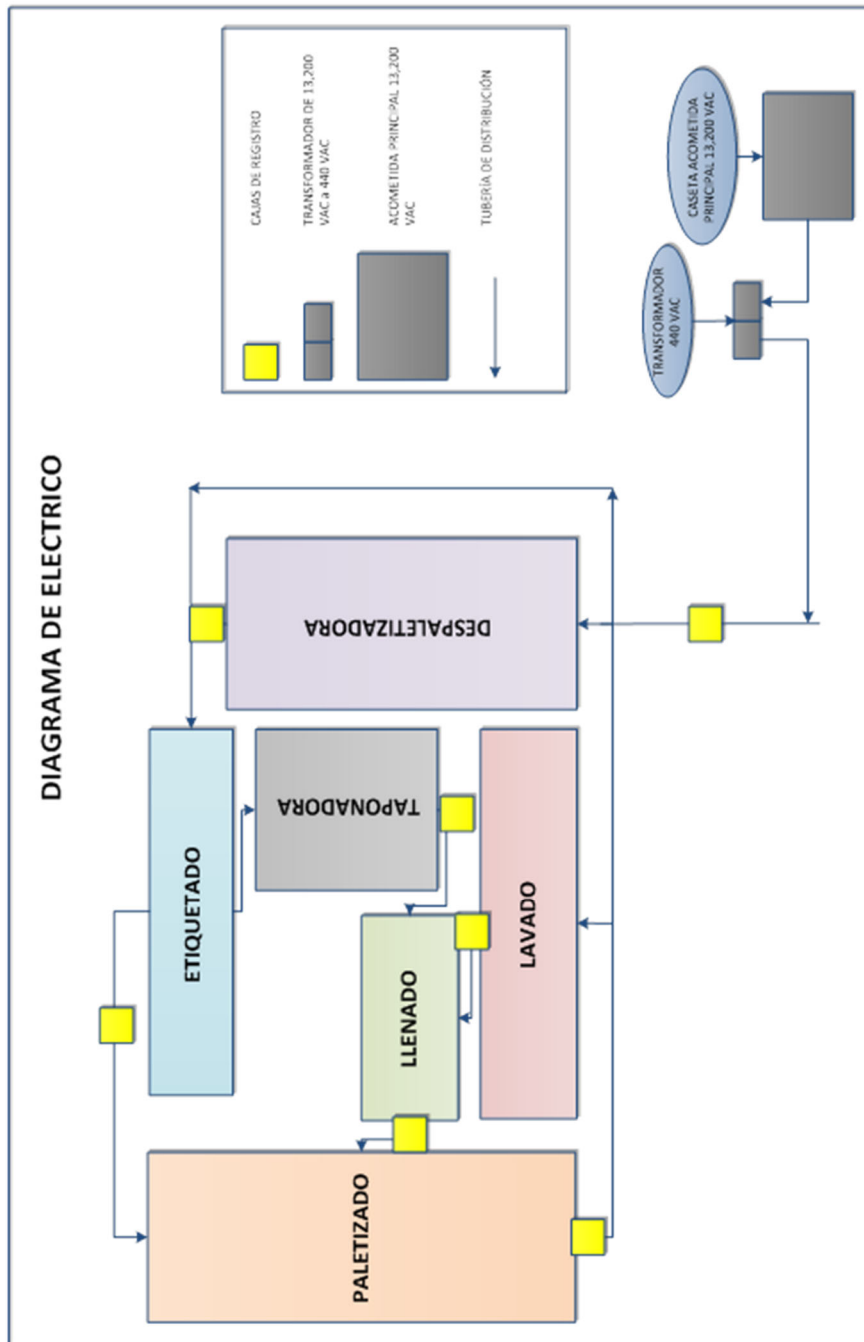 DIAGRAMA DE ELECTRICO
CAJAS DE REGISTRO
TRANSFORMADOR DE 13,200
VAC a 440 VAC
ACOMETIDA PRINCIPAL 13,200
VAC
TUBERÍA DE DISTRIBUCIÓN
CASETA ACOMETIDA
PRINCIPAL 13,200 VAC
TRANSFORMADOR
440 VAC
DESPALETIZADORA
ETIQUETADO
TAPONADORA
LLENADO
LAVADO
PALETIZADO